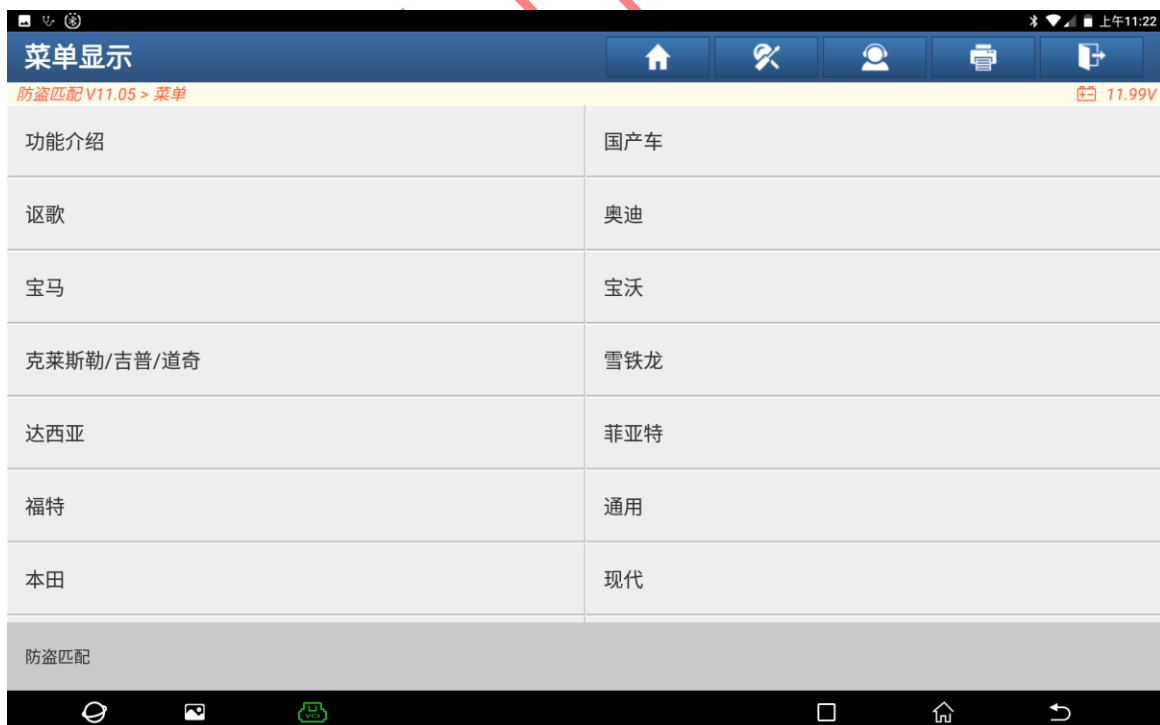 上午11:22
菜单显示
防盗匹配 V11.05 > 菜单
11.99V
功能介绍
国产车
讴歌
奥迪
宝马
宝沃
克莱斯勒/吉普/道奇
雪铁龙
达西亚
菲亚特
福特
通用
本田
现代
防盗匹配
VCI